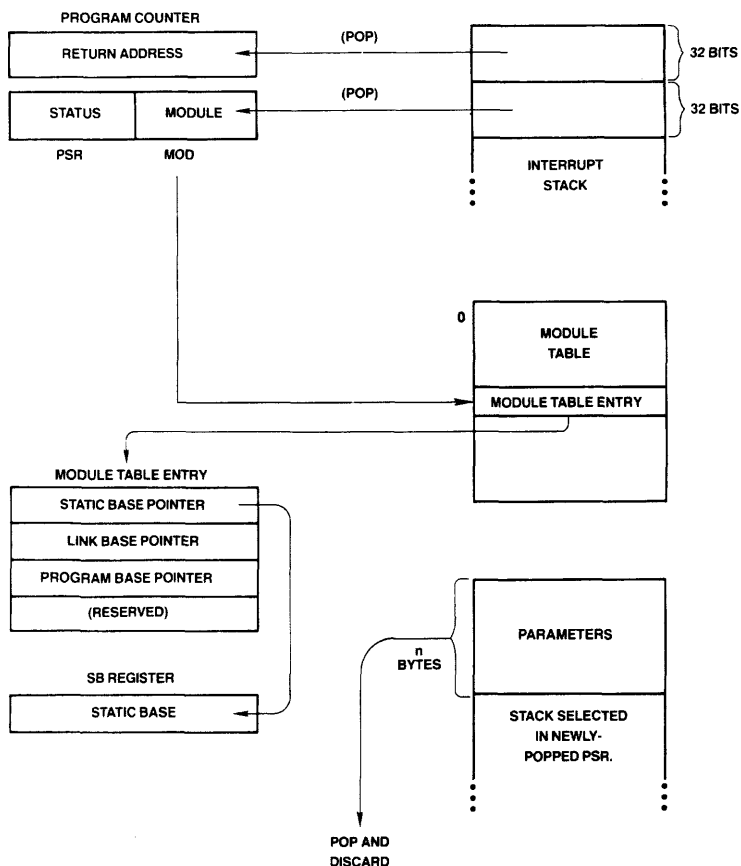 PROGRAM COUNTER
RETURN ADDRESS
(POP)
32 BITS
STATUS
MODULE
(POP)
32 BITS
PSR
MOD
INTERRUPT
STACK
0
MODULE
TABLE
MODULE TABLE ENTRY
MODULE TABLE ENTRY
STATIC BASE POINTER
LINK BASE POINTER
PROGRAM BASE POINTER
(RESERVED)
SB REGISTER
STATIC BASE
n
BYTES
PARAMETERS
STACK SELECTED
IN NEWLY-
POPPED PSR.
POP AND
DISCARD